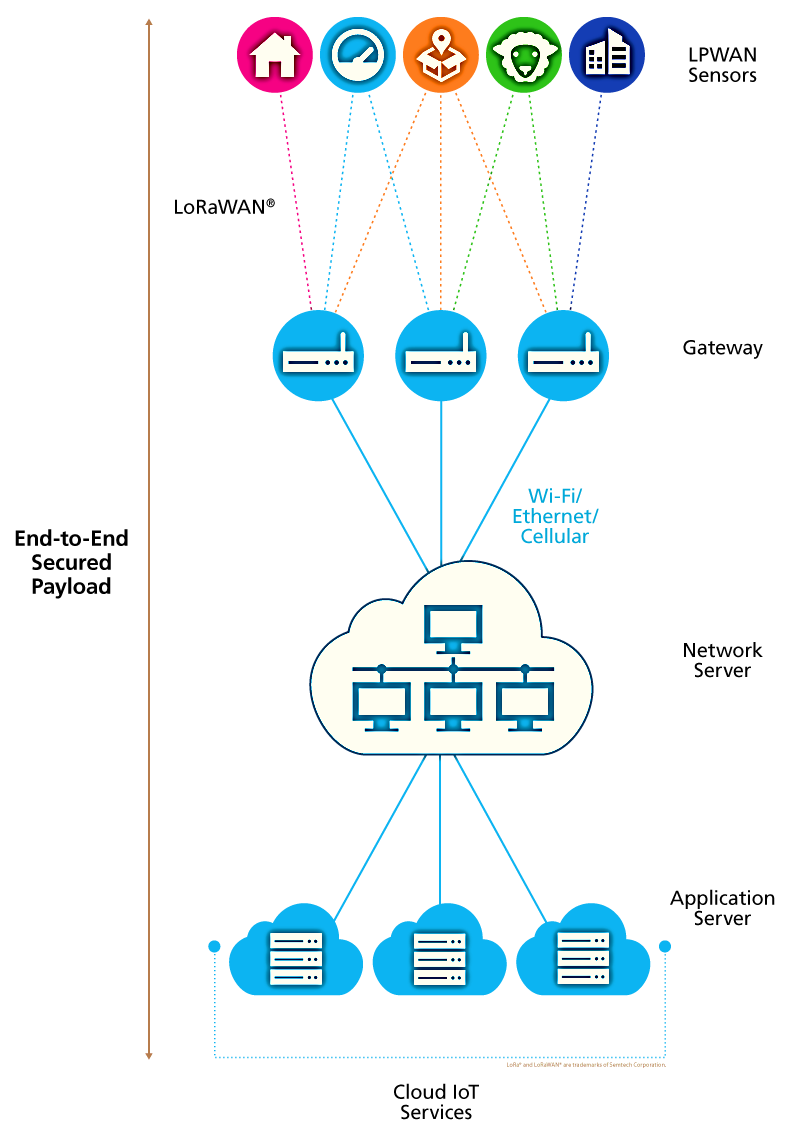 LPWAN
Sensors
LoRaWAN®
Gateway
Wi-Fi/
Ethernet/
Cellular
End-to-End
Secured
Payload
Network
Server
Application
Server
LoRa® and LoRaWAN® are trademarks of Semtech Corporation.
Cloud IoT
Services